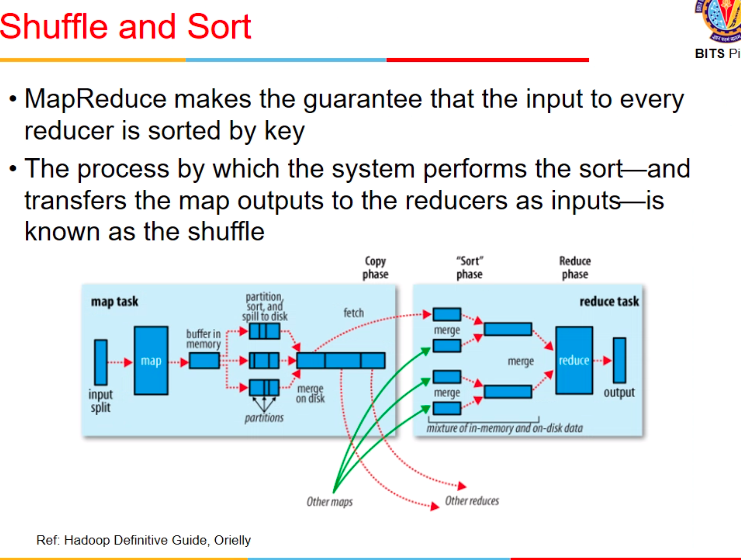 Shuffle and Sort
BITS Pi
• MapReduce makes the guarantee that the input to every
reducer is sorted by key
• The process by which the system performs the sort—and
transfers the map outputs to the reducers as inputs—is
known as the shuffle
Copy
phase
"Sort"
phase
Reduce
phase
map task
partition,
sort, and
spill to disk
fetch
reduce task
buffer in
memory
map
merge
merge
reduce
input
split
merge
on disk
merge
output
partitions
mixture of in-memory and on-disk data
Other maps
Other reduces
Ref: Hadoop Definitive Guide, Orielly